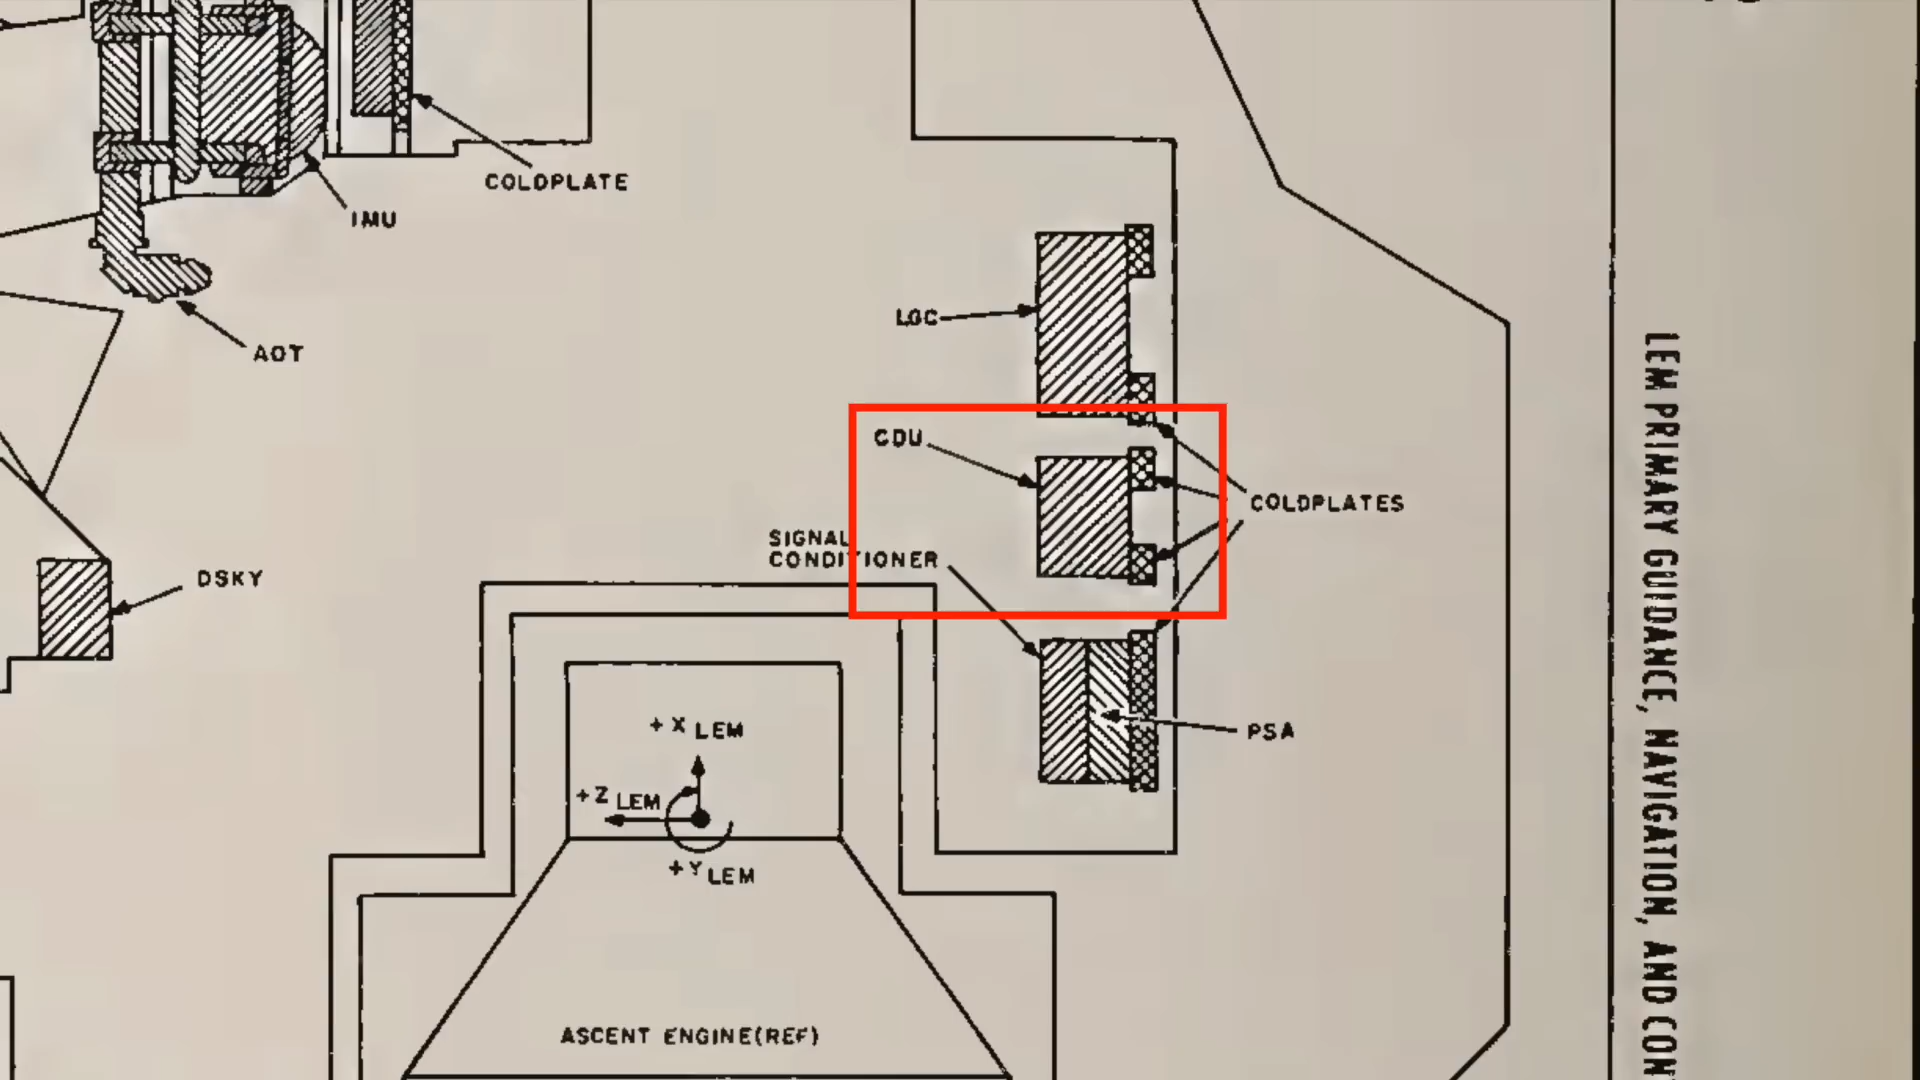 COLDPLATE
IMU
AOT
LGC
CDU
COLDPLATES
SIGNAL
CONDITIONER
DSKY
PSA
+X LEM
+Z LEM
+Y LEM
ASCENT ENGINE(REF)
LEM PRIMARY GUIDANCE, NAVIGATION, AND CON